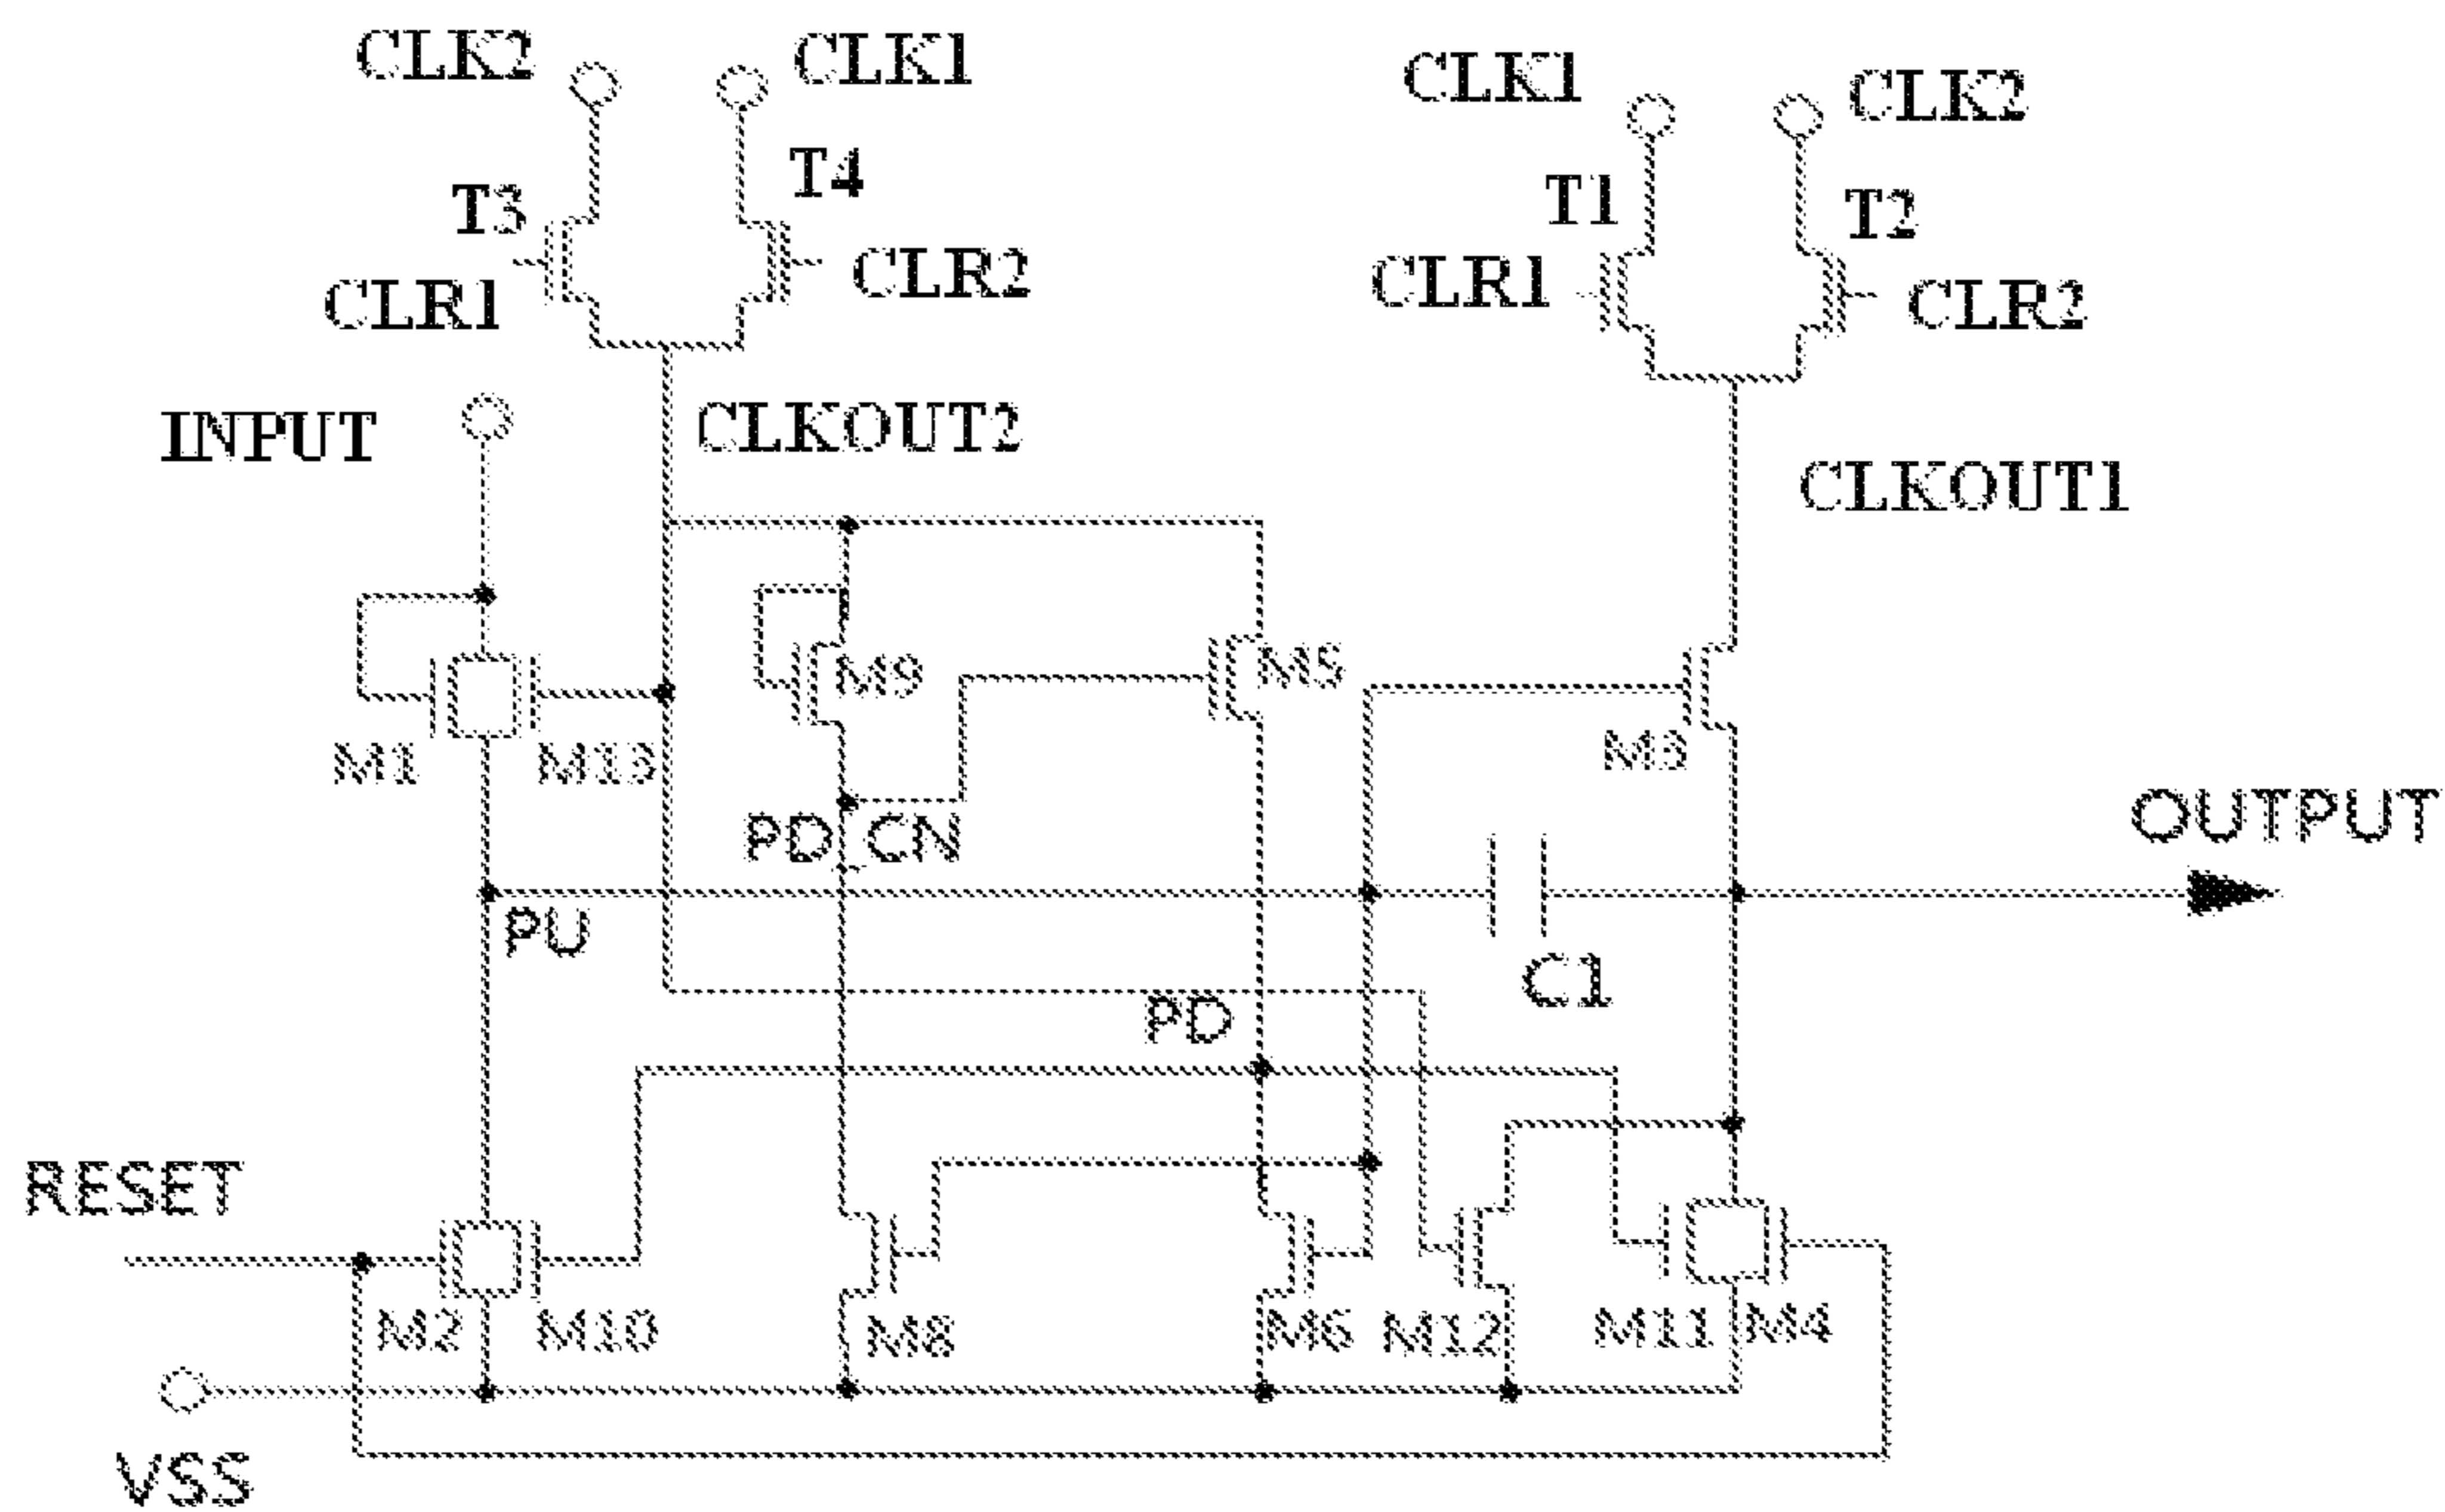 CLK2
CLK1
CLK1
CLK2
T3
T4
T1
T2
CLR1
CLR2
CLR1
CLR2
INPUT
CLKOUT2
CLKOUT1
M1
M13
M9
M5
M3
PD_CN
OUTPUT
PU
C1
PD
RESET
M2
M10
M8
M6
M12
M11
M4
VSS